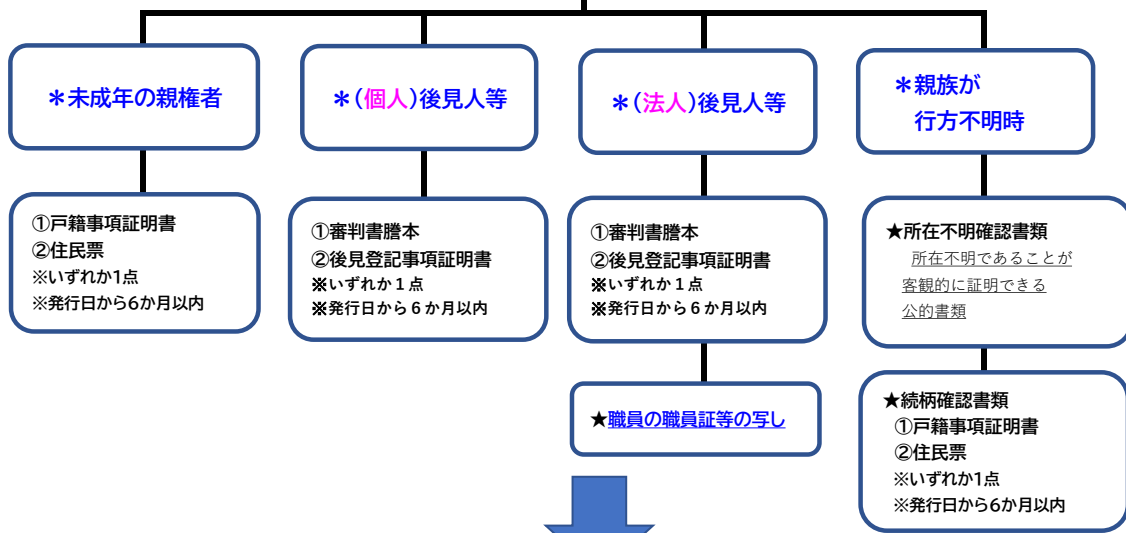 ＊未成年の親権者
①戸籍事項証明書
②住民票
※いずれか1点
※発行日から6か月以内
＊（個人）後見人等
①審判書謄本
②後見登記事項証明書
※いずれか１点
※発行日から６か月以内
＊（法人）後見人等
①審判書謄本
②後見登記事項証明書
※いずれか１点
※発行日から６か月以内
★職員の職員証等の写し
＊親族が
行方不明時
★所在不明確認書類
所在不明であることが
客観的に証明できる
公的書類
★続柄確認書類
①戸籍事項証明書
②住民票
※いずれか1点
※発行日から6か月以内